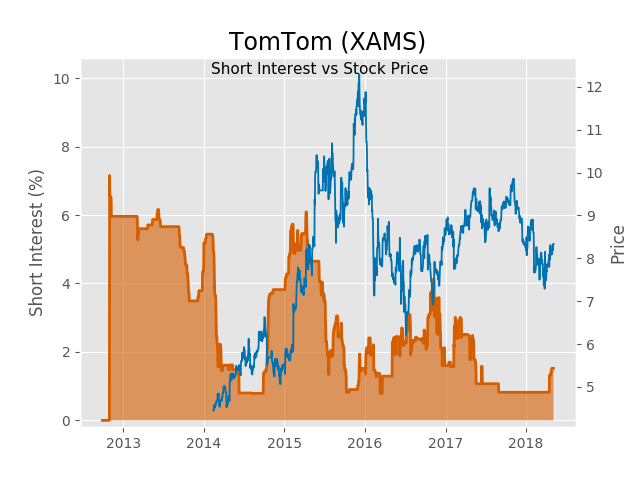 TomTom (XAMS)
Short Interest vs Stock Price
Short Interest (%)
10
8
6
4
2
0
12
11
10
9
8
7
6
5
Price
2013 2014 2015 2016 2017 2018